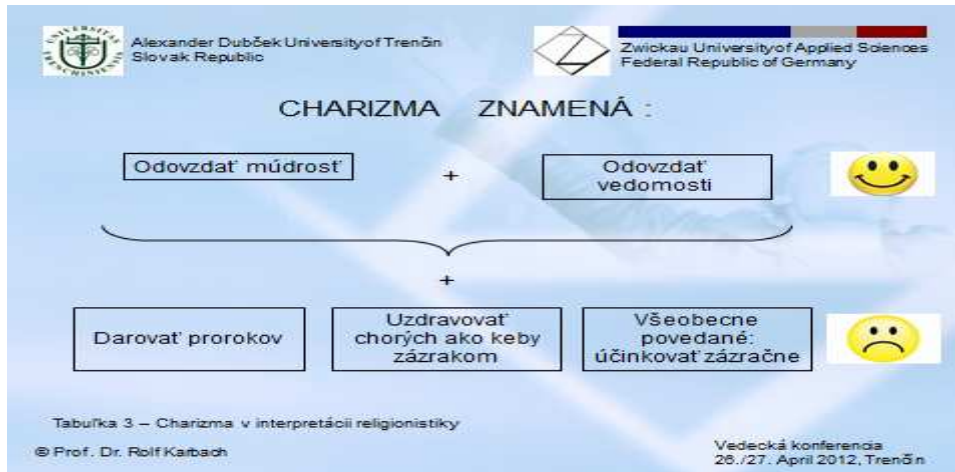 Alexander Dubček Universityof Trenčin
Slovak Republic
Zwickau Universityof Applied Sciences
Federal Republic of Germany
CHARIZMA ZNAMENÁ :
Odovzdať múdrosť
+
Odovzdať
vedomosti
+
Darovať prorokov
Uzdravovať
chorých ako keby
zázrakom
Všeobecne
povedané:
účinkovať zázračne
Tabuľka 3 – Charizma v interpretácii religionistiky
© Prof. Dr. Rolf Karbach
Vedecká konferencia
26./27. April 2012, Trenčín